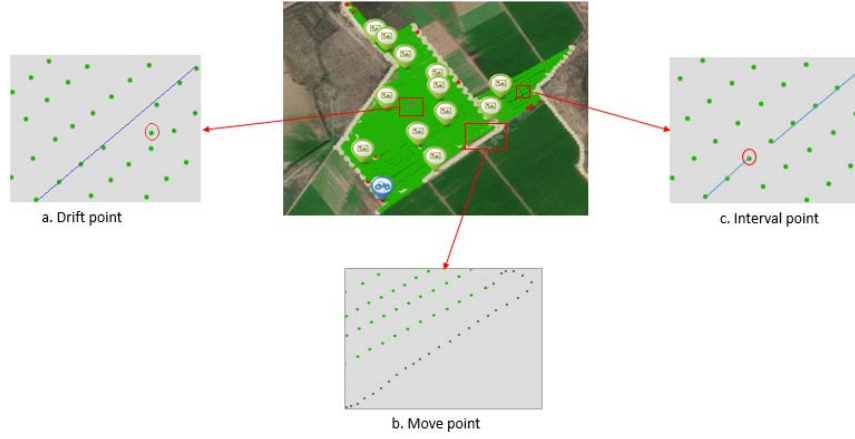 a. Drift point
c. Interval point
b. Move point